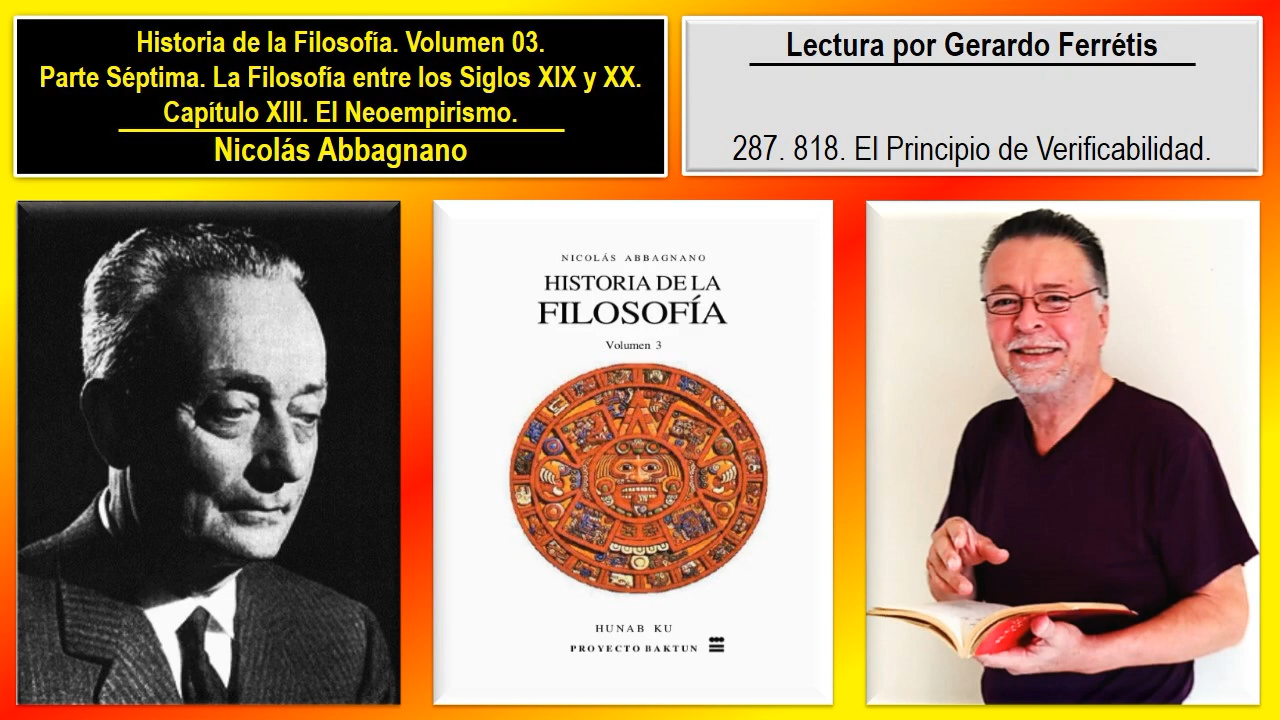 Historia de la Filosofía. Volumen 03.
Parte Séptima. La Filosofía entre los Siglos XIX y XX.
Capítulo XIII. El Neoempirismo.
Nicolás Abbagnano
Lectura por Gerardo Ferrétis
287. 818. El Principio de Verificabilidad.
NICOLÁS ABBAGNANO
HISTORIA DE LA
FILOSOFÍA
Volumen 3
HUNAB KU
PROYECTO BAKTUN